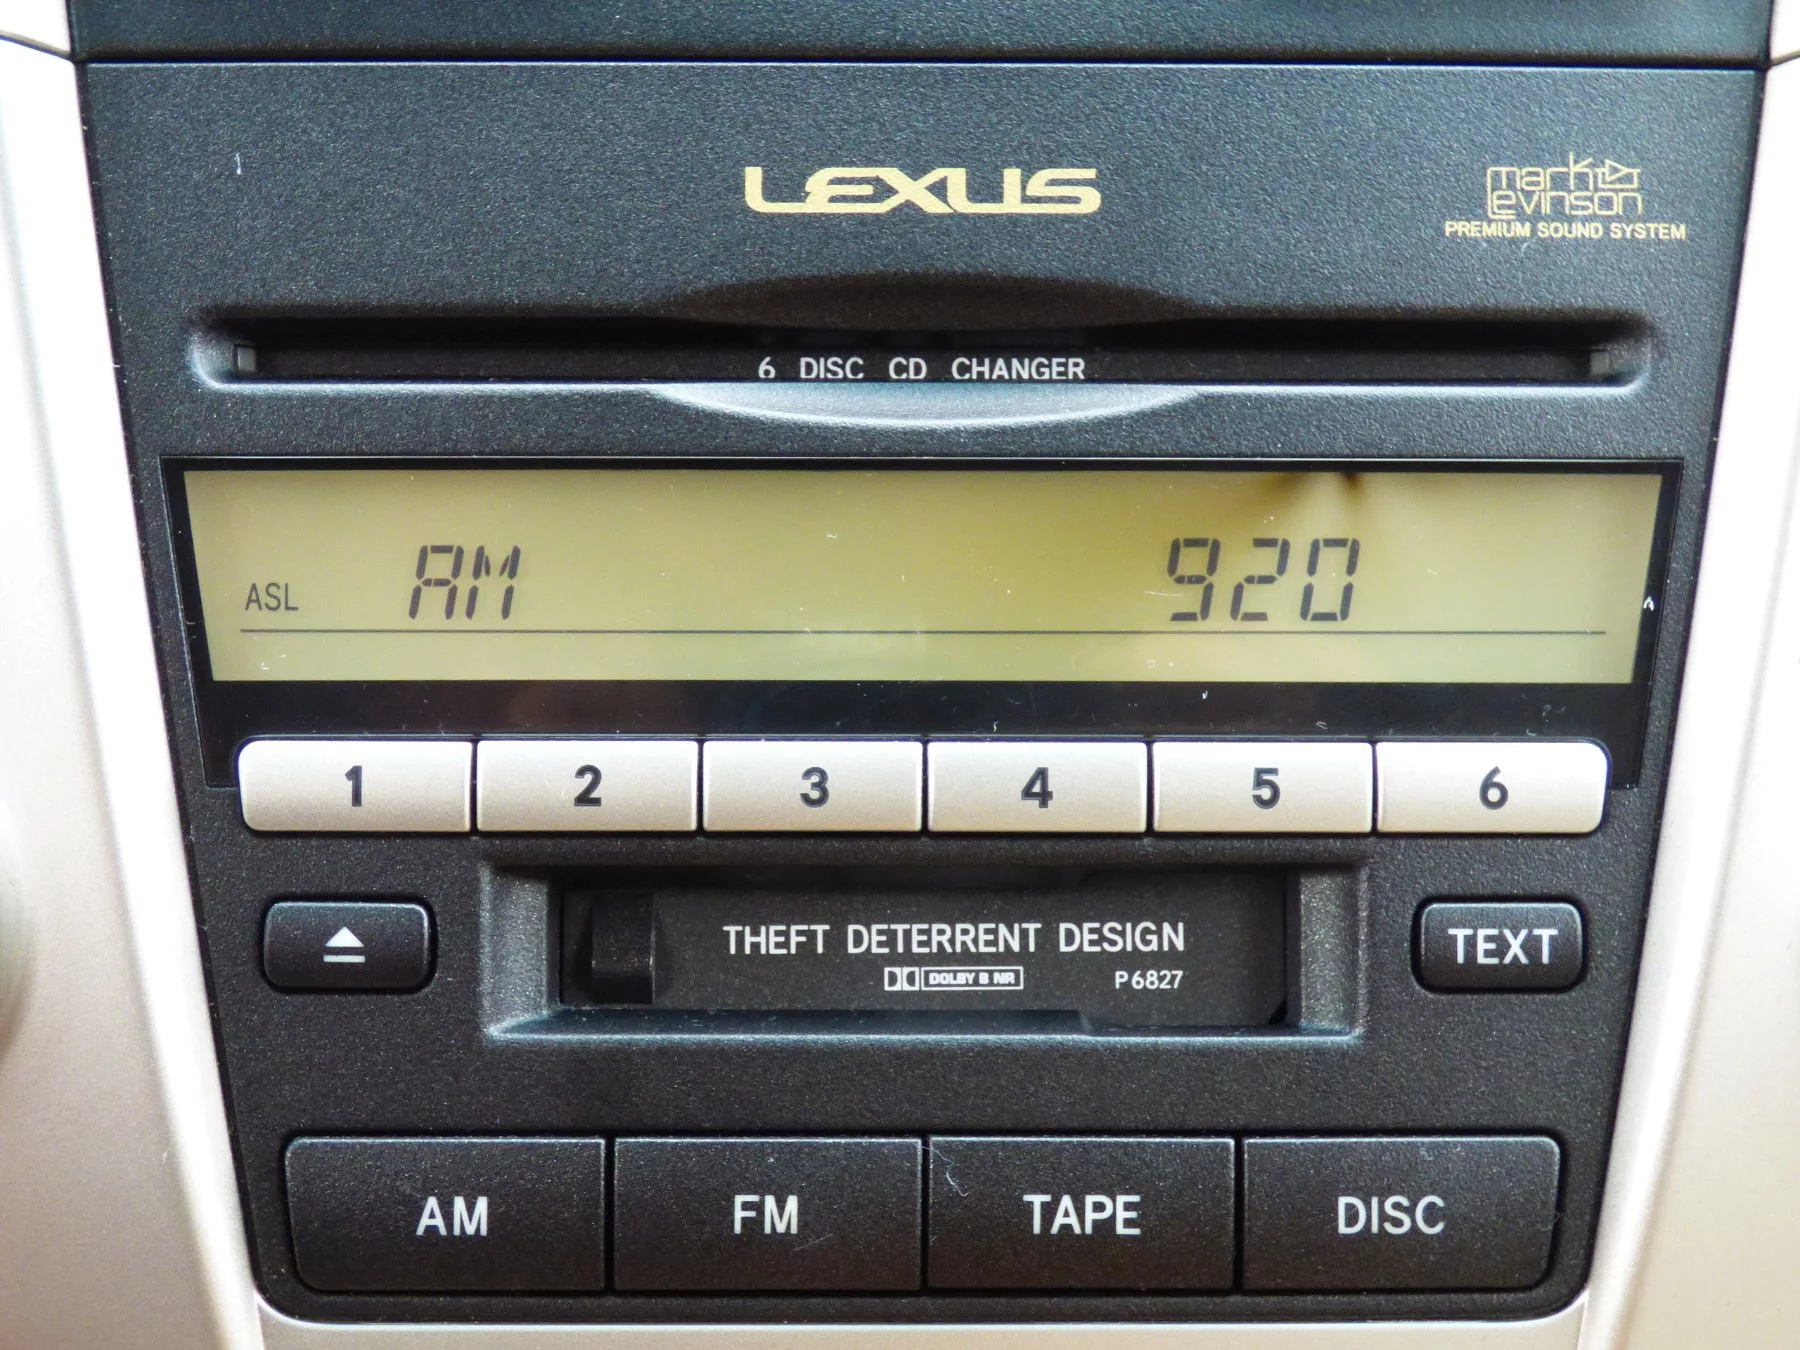 LEXUS
mark Levinson
PREMIUM SOUND SYSTEM
6 DISC CD CHANGER
ASL AM 920
1 2 3 4 5 6
THEFT DETERRENT DESIGN
DOLBY B NR P6827
TEXT
AM FM TAPE DISC